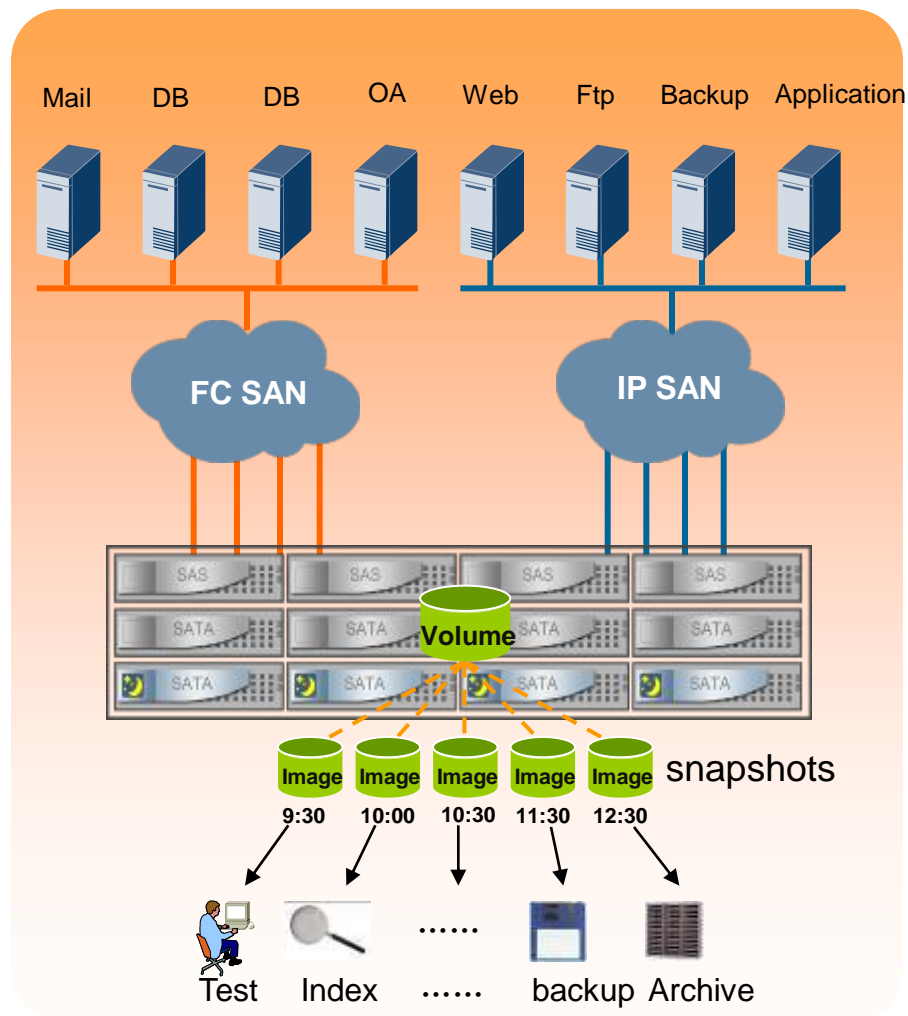 Mail DB DB OA Web Ftp Backup Application
FC SAN IP SAN
SAS SAS SAS SAS
SATA SATA SATA SATA
Volume
SATA SATA SATA SATA
Image Image Image Image Image snapshots
9:30 10:00 10:30 11:30 12:30
……
Test Index …… backup Archive